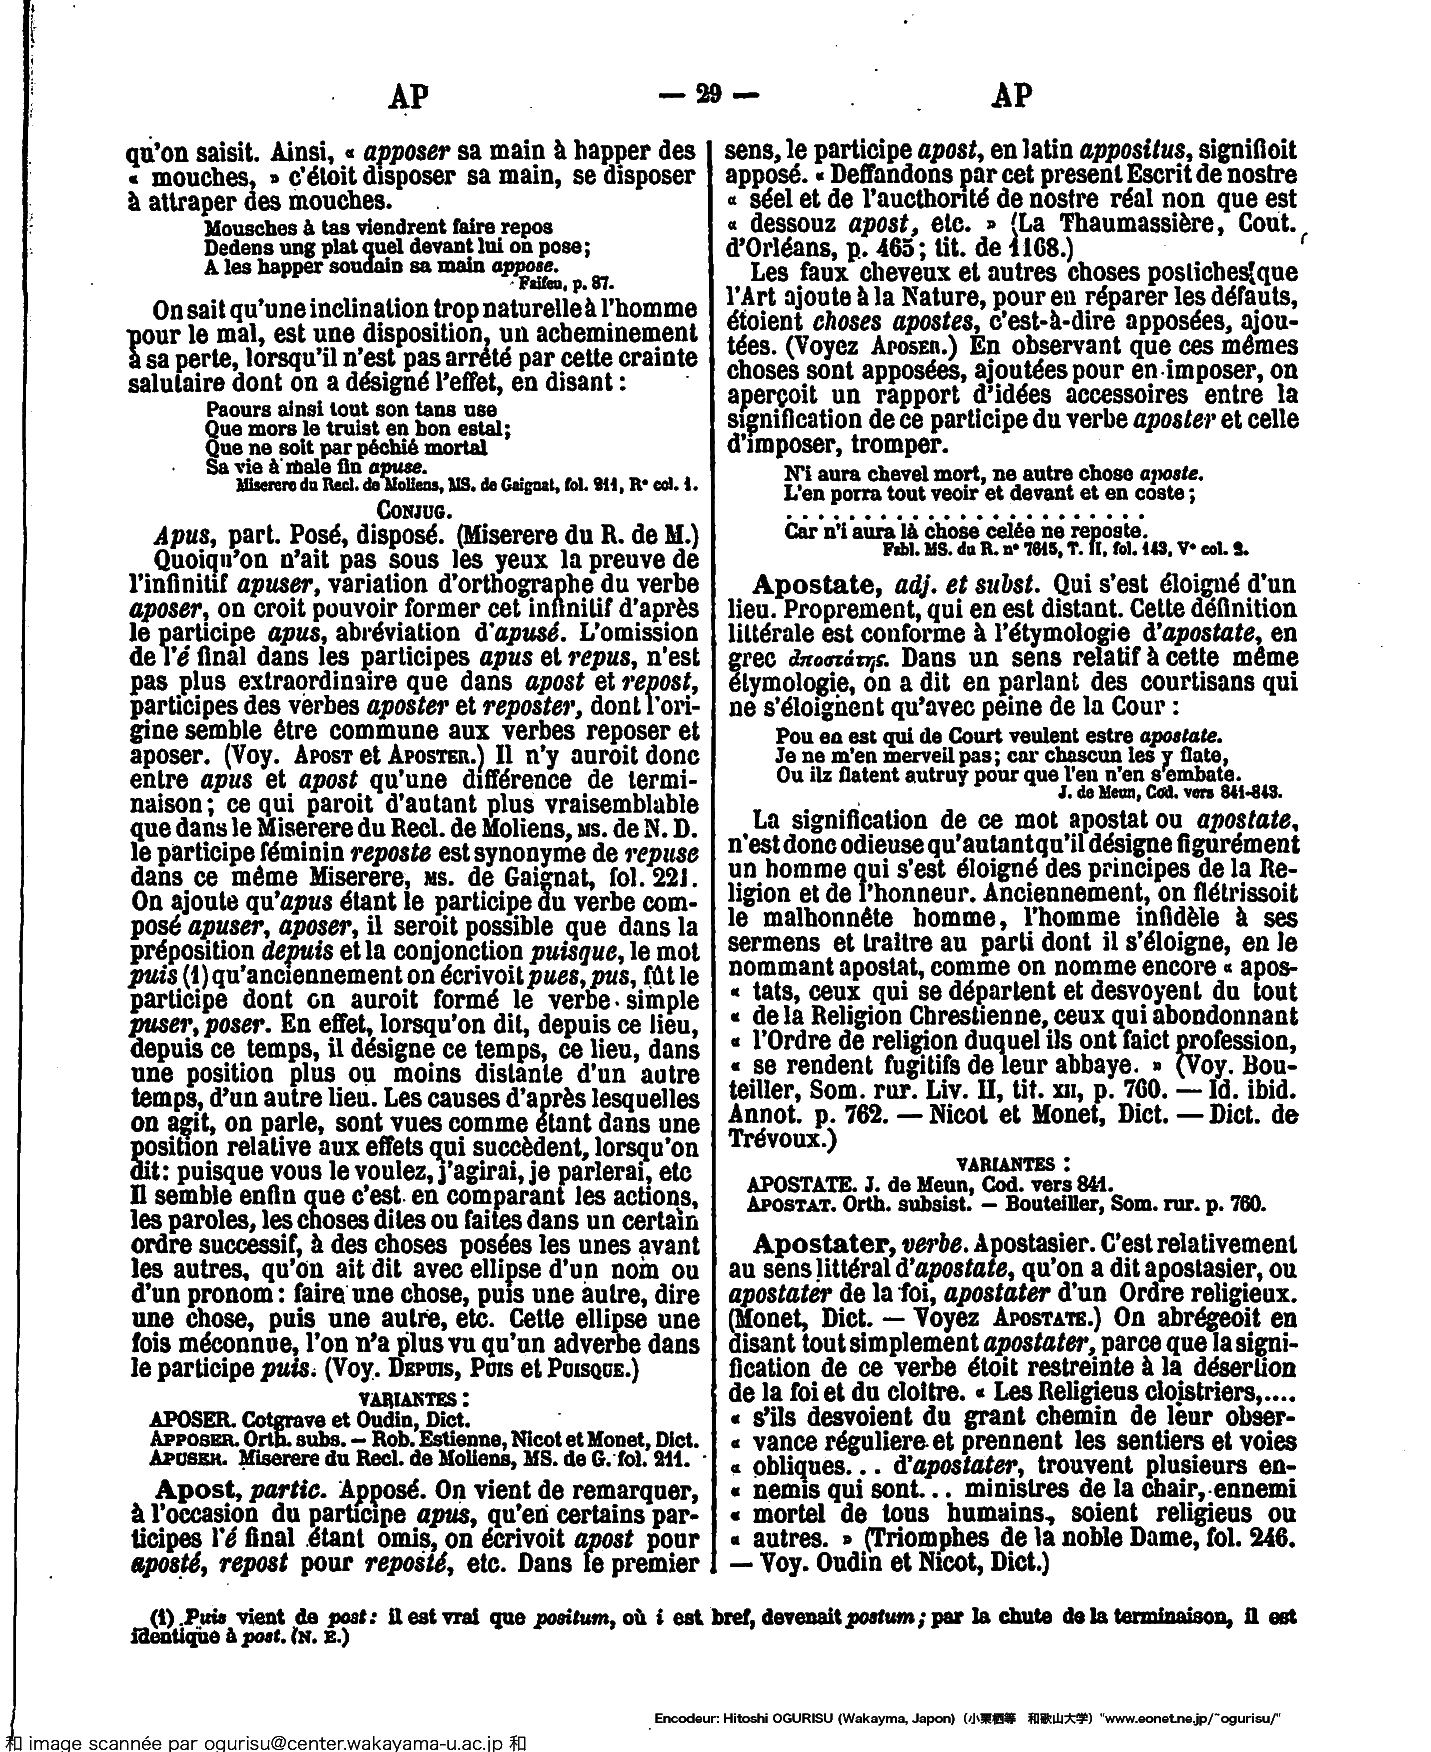 AP — 29 — AP
qu'on saisit. Ainsi, « apposer sa main à happer des
« mouches, » c'étoit disposer sa main, se disposer
à attraper des mouches.
Mousches à tas viendrent faire repos
Dedens ung plat quel devant lui on pose;
A les happer soudain sa main appose.
Faifeu, p. 87.
On sait qu'une inclination trop naturelle à l'homme
pour le mal, est une disposition, un acheminement
à sa perte, lorsqu'il n'est pas arrêté par cette crainte
salutaire dont on a désigné l'effet, en disant :
Paours ainsi tout son tans use
Que mors le truist en bon estal;
Que ne soit par péchié mortal
Sa vie à male fin apuse.
Miserere du Recl. de Moliens, MS. de Gaignat, fol. 211, R° col. 1.
CONJUG.
Apus, part. Posé, disposé. (Miserere du R. de M.)
Quoiqu'on n'ait pas sous les yeux la preuve de
l'infinitif apuser, variation d'orthographe du verbe
aposer, on croit pouvoir former cet infinitif d'après
le participe apus, abréviation d'apusé. L'omission
de l'é final dans les participes apus et repus, n'est
pas plus extraordinaire que dans apost et repost,
participes des verbes aposter et reposter, dont l'ori-
gine semble être commune aux verbes reposer et
aposer. (Voy. APOST et APOSTER.) Il n'y auroit donc
entre apus et apost qu'une différence de termi-
naison; ce qui paroit d'autant plus vraisemblable
que dans le Miserere du Recl. de Moliens, MS. de N. D.
le participe féminin reposte est synonyme de repuse
dans ce même Miserere, MS. de Gaignat, fol. 221.
On ajoute qu'apus étant le participe du verbe com-
posé apuser, aposer, il seroit possible que dans la
préposition depuis et la conjonction puisque, le mot
puis (1) qu'anciennement on écrivoit pues, pus, fût le
participe dont on auroit formé le verbe simple
puser, poser. En effet, lorsqu'on dit, depuis ce lieu,
depuis ce temps, il désigne ce temps, ce lieu, dans
une position plus ou moins distante d'un autre
temps, d'un autre lieu. Les causes d'après lesquelles
on agit, on parle, sont vues comme étant dans une
position relative aux effets qui succèdent, lorsqu'on
dit: puisque vous le voulez, j'agirai, je parlerai, etc
Il semble enfin que c'est en comparant les actions,
les paroles, les choses dites ou faites dans un certain
ordre successif, à des choses posées les unes avant
les autres, qu'on ait dit avec ellipse d'un nom ou
d'un pronom : faire une chose, puis une autre, dire
une chose, puis une autre, etc. Cette ellipse une
fois méconnue, l'on n'a plus vu qu'un adverbe dans
le participe puis. (Voy. DEPUIS, PUIS et PUISQUE.)
VARIANTES :
APOSER. Cotgrave et Oudin, Dict.
APPOSER. Orth. subs. — Rob. Estienne, Nicot et Monet, Dict.
APUSER. Miserere du Recl. de Moliens, MS. de G. fol. 211.
Apost, partic. Apposé. On vient de remarquer,
à l'occasion du participe apus, qu'en certains par-
ticipes l'é final étant omis, on écrivoit apost pour
aposté, repost pour reposté, etc. Dans le premier
sens, le participe apost, en latin appositus, signifioit
apposé. « Deffandons par cet present Escrit de nostre
« séel et de l'aucthorité de nostre réal non que est
« dessouz apost, etc. » (La Thaumassière, Cout.
d'Orléans, p. 465; tit. de 1168.)
Les faux cheveux et autres choses postiches que
l'Art ajoute à la Nature, pour en réparer les défauts,
étoient choses apostes, c'est-à-dire apposées, ajou-
tées. (Voyez APOSER.) En observant que ces mêmes
choses sont apposées, ajoutées pour en imposer, on
aperçoit un rapport d'idées accessoires entre la
signification de ce participe du verbe aposter et celle
d'imposer, tromper.
N'i aura chevel mort, ne autre chose aposte.
L'en porra tout veoir et devant et en coste;
. . . . . . . . . . . . . . . . . . . . .
Car n'i aura là chose celée ne reposte.
Fabl. MS. du R. n° 7615, T. II, fol. 143, V° col. 2.
Apostate, adj. et subst. Qui s'est éloigné d'un
lieu. Proprement, qui en est distant. Cette définition
littérale est conforme à l'étymologie d'apostate, en
grec ἀποστάτης. Dans un sens relatif à cette même
étymologie, on a dit en parlant des courtisans qui
ne s'éloignent qu'avec peine de la Cour :
Pou en est qui de Court veulent estre apostate.
Je ne m'en merveil pas; car chascun les y flate,
Ou ilz flatent autruy pour que l'en n'en s'embate.
J. de Meun, Cod. vers 841-843.
La signification de ce mot apostat ou apostate,
n'est donc odieuse qu'autant qu'il désigne figurément
un homme qui s'est éloigné des principes de la Re-
ligion et de l'honneur. Anciennement, on flétrissoit
le malhonnête homme, l'homme infidèle à ses
sermens et traître au parti dont il s'éloigne, en le
nommant apostat, comme on nomme encore « apos-
« tats, ceux qui se départent et desvoyent du tout
« de la Religion Chrestienne, ceux qui abondonnant
« l'Ordre de religion duquel ils ont faict profession,
« se rendent fugitifs de leur abbaye. » (Voy. Bou-
teiller, Som. rur. Liv. II, tit. XII, p. 760. — Id. ibid.
Annot. p. 762. — Nicot et Monet, Dict. — Dict. de
Trévoux.)
VARIANTES :
APOSTATE. J. de Meun, Cod. vers 841.
APOSTAT. Orth. subsist. — Bouteiller, Som. rur. p. 760.
Apostater, verbe. Apostasier. C'est relativement
au sens littéral d'apostate, qu'on a dit apostasier, ou
apostater de la foi, apostater d'un Ordre religieux.
(Monet, Dict. — Voyez APOSTATE.) On abrégeoit en
disant tout simplement apostater, parce que la signi-
fication de ce verbe étoit restreinte à la désertion
de la foi et du cloitre. « Les Religieus cloistriers,....
« s'ils desvoient du grant chemin de leur obser-
« vance réguliere et prennent les sentiers et voies
« obliques... d'apostater, trouvent plusieurs en-
« nemis qui sont... ministres de la chair, ennemi
« mortel de tous humains, soient religieus ou
« autres. » (Triomphes de la noble Dame, fol. 246.
— Voy. Oudin et Nicot, Dict.)
(1) Puis vient de post : il est vrai que positum, où i est bref, devenait postum; par la chute de la terminaison, il est
identique à post. (N. E.)
Encodeur: Hitoshi OGURISU (Wakayma, Japon) (小栗栖等 和歌山大学) "www.eonet.ne.jp/~ogurisu/"
和 image scannée par ogurisu@center.wakayama-u.ac.jp 和